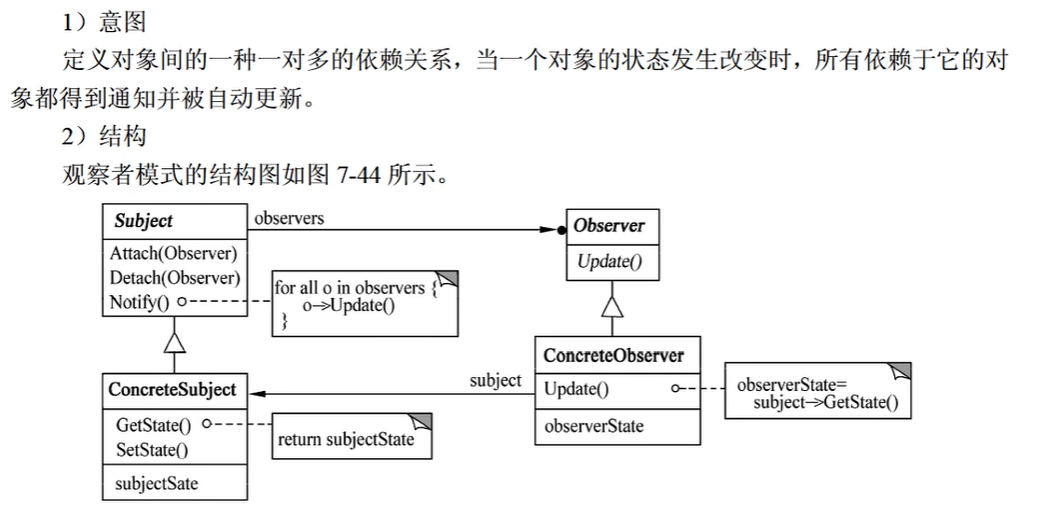 1）意图
定义对象间的一种一对多的依赖关系，当一个对象的状态发生改变时，所有依赖于它的对
象都得到通知并被自动更新。
2）结构
观察者模式的结构图如图 7-44 所示。
Subject
Attach(Observer)
Detach(Observer)
Notify()
observers
for all o in observers {
o->Update()
}
Observer
Update()
ConcreteSubject
GetState()
SetState()
subjectSate
return subjectState
subject
ConcreteObserver
Update()
observerState
observerState=
subject->GetState()